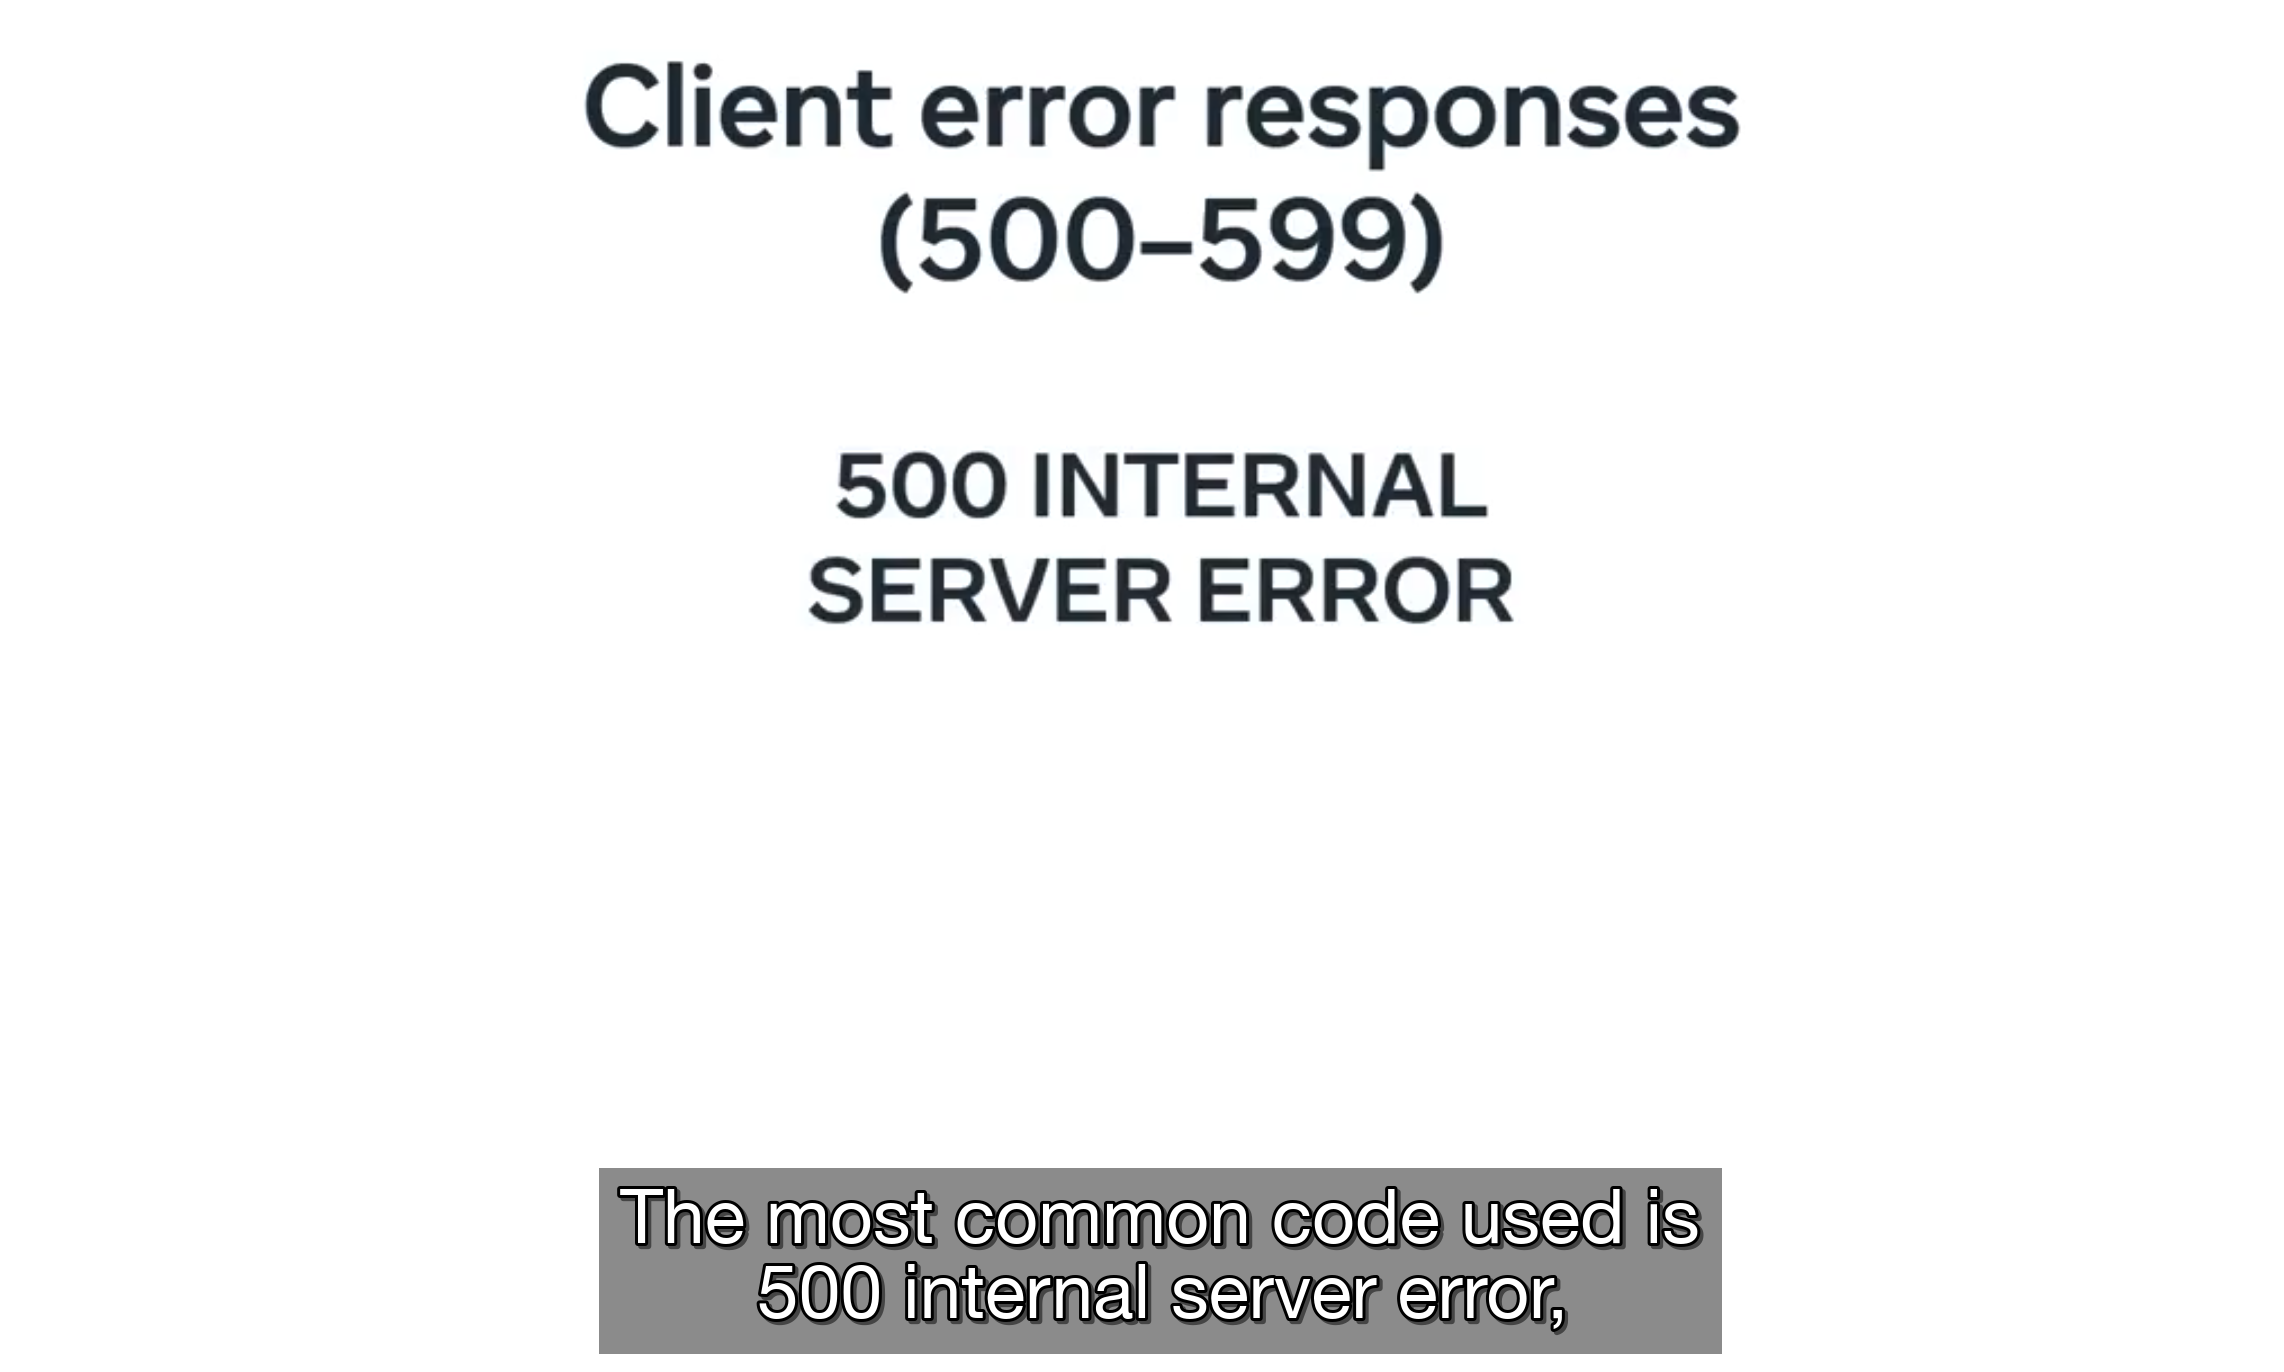 Client error responses
(500–599)
500 INTERNAL
SERVER ERROR
The most common code used is
500 internal server error,